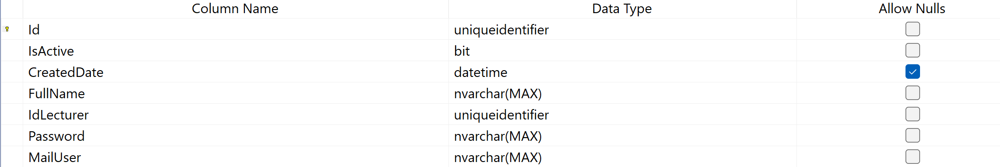 Column Name Data Type Allow Nulls
Id uniqueidentifier
IsActive bit
CreatedDate datetime
FullName nvarchar(MAX)
IdLecturer uniqueidentifier
Password nvarchar(MAX)
MailUser nvarchar(MAX)